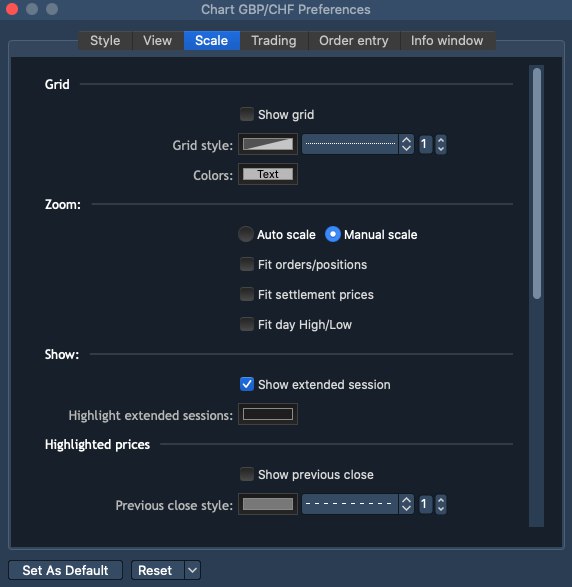 Chart GBP/CHF Preferences
Style View Scale Trading Order entry Info window
Grid
Show grid
Grid style: 1
Colors: Text
Zoom:
Auto scale Manual scale
Fit orders/positions
Fit settlement prices
Fit day High/Low
Show:
Show extended session
Highlight extended sessions:
Highlighted prices
Show previous close
Previous close style: 1
Set As Default Reset